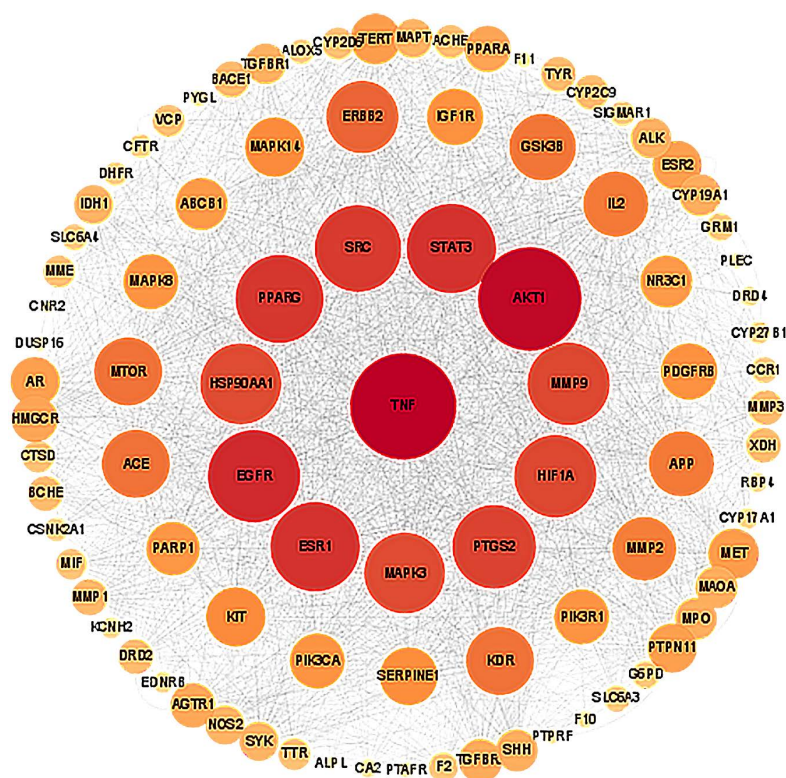 CYP2D6
TERT
MAPT
ACHE
PPARA
F11
TYR
CYP2C9
SIGMAR1
ALK
ESR2
CYP19A1
GRM1
PLEC
DRD4
CYP27B1
CCR1
MMP3
XDH
RBP4
CYP17A1
MET
MAOA
MPO
PTPN11
G6PD
SLC6A3
F10
PTPRF
SHH
F2
PTAFR
CA2
ALPL
TTR
SYK
NOS2
AGTR1
EDNRB
DRD2
KCNH2
MMP1
MIF
CSNK2A1
BCHE
CTSD
HMGCR
AR
DUSP16
CNR2
MME
SLC6A4
IDH1
DHFR
CFTR
VCP
PYGL
BACE1
TGFBR1
ALOX5
ERBB2
IGF1R
GSK3B
IL2
NR3C1
PDGFRB
APP
MMP2
PIK3R1
KDR
SERPINE1
PIK3CA
KIT
PARP1
ACE
MTOR
MAPK8
ABCB1
MAPK14
SRC
STAT3
AKT1
MMP9
HIF1A
PTGS2
MAPK3
ESR1
EGFR
HSP90AA1
PPARG
TNF